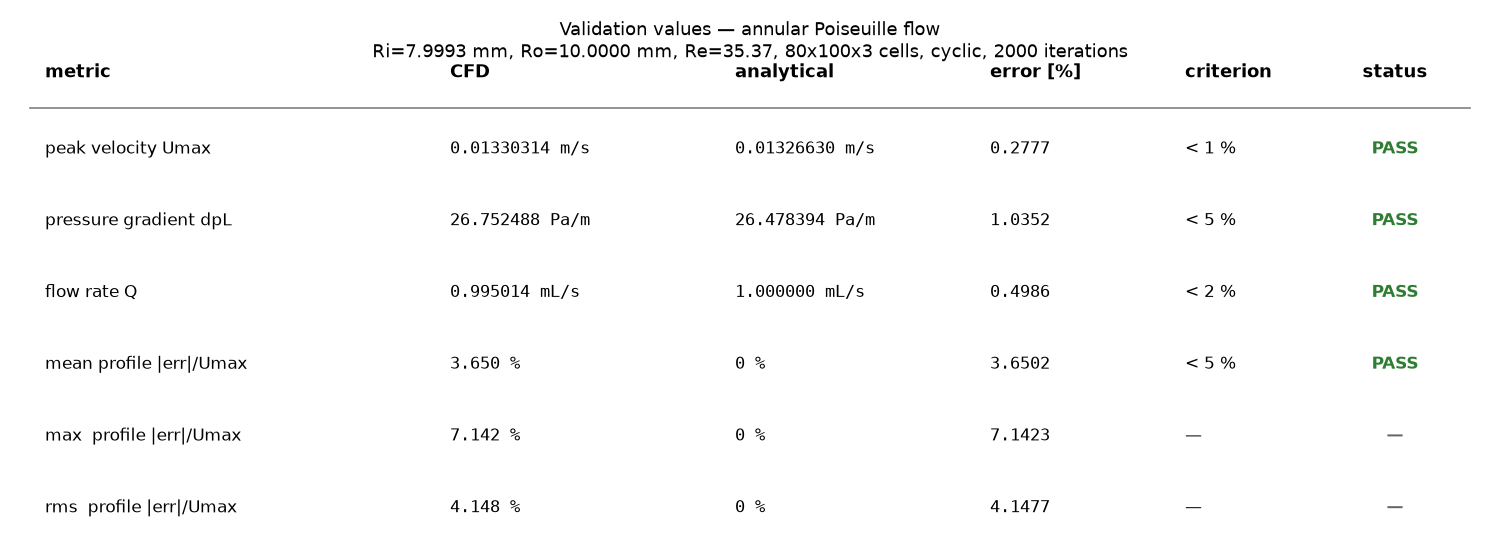 Validation values — annular Poiseuille flow
Ri=7.9993 mm, Ro=10.0000 mm, Re=35.37, 80x100x3 cells, cyclic, 2000 iterations
metric CFD analytical error [%] criterion status
peak velocity Umax 0.01330314 m/s 0.01326630 m/s 0.2777 < 1 % PASS
pressure gradient dpL 26.752488 Pa/m 26.478394 Pa/m 1.0352 < 5 % PASS
flow rate Q 0.995014 mL/s 1.000000 mL/s 0.4986 < 2 % PASS
mean profile |err|/Umax 3.650 % 0 % 3.6502 < 5 % PASS
max  profile |err|/Umax 7.142 % 0 % 7.1423 — —
rms  profile |err|/Umax 4.148 % 0 % 4.1477 — —